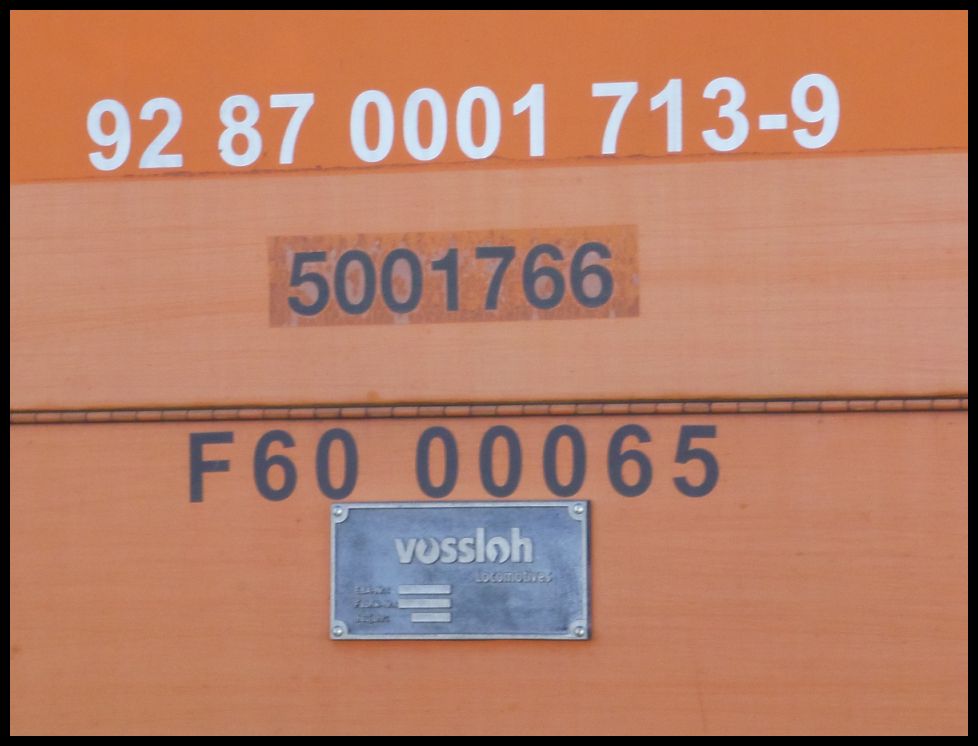 92 87 0001 713-9
5001766
F60 00065
vossloh
Locomotives